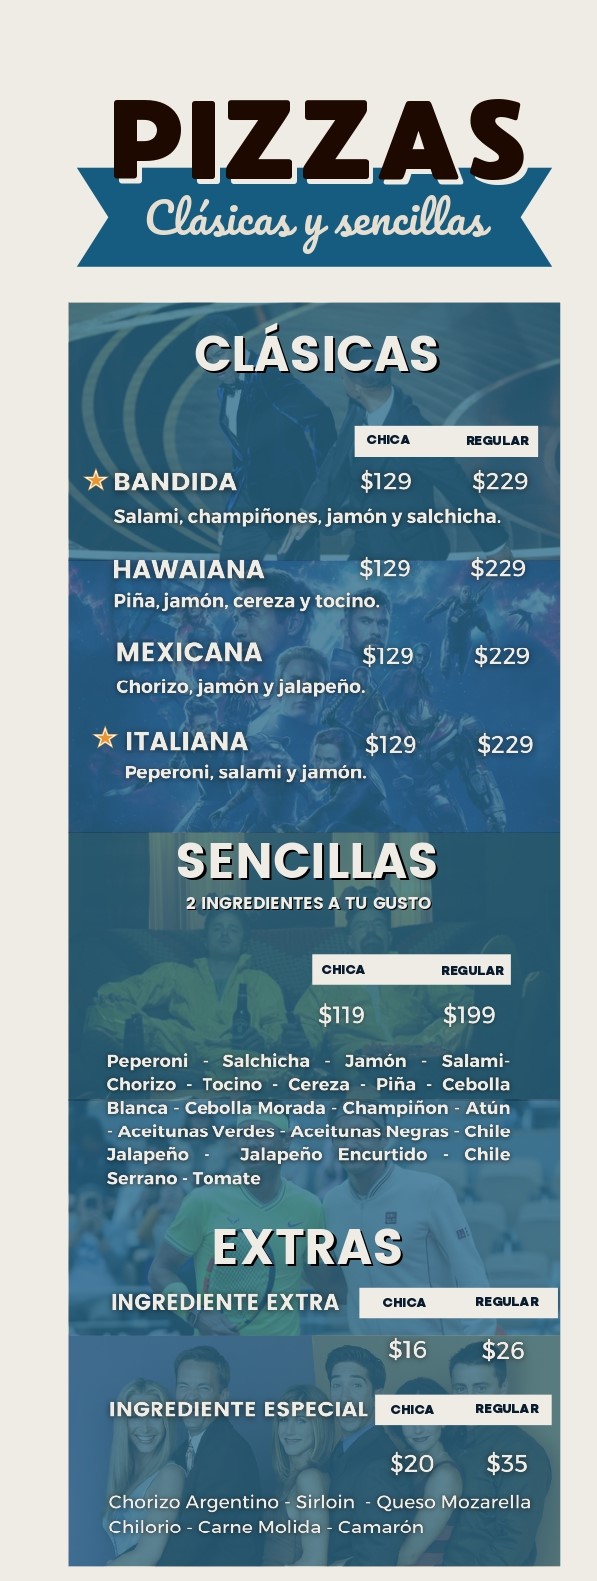 PIZZAS
Clásicas y sencillas
CLÁSICAS
CHICA REGULAR
BANDIDA $129 $229
Salami, champiñones, jamón y salchicha.
HAWAIANA $129 $229
Piña, jamón, cereza y tocino.
MEXICANA $129 $229
Chorizo, jamón y jalapeño.
ITALIANA $129 $229
Peperoni, salami y jamón.
SENCILLAS
2 INGREDIENTES A TU GUSTO
CHICA REGULAR
$119 $199
Peperoni - Salchicha - Jamón - Salami-
Chorizo - Tocino - Cereza - Piña - Cebolla
Blanca - Cebolla Morada - Champiñon - Atún
- Aceitunas Verdes - Aceitunas Negras - Chile
Jalapeño - Jalapeño Encurtido - Chile
Serrano - Tomate
EXTRAS
INGREDIENTE EXTRA CHICA REGULAR
$16 $26
INGREDIENTE ESPECIAL CHICA REGULAR
$20 $35
Chorizo Argentino - Sirloin - Queso Mozarella
Chilorio - Carne Molida - Camarón